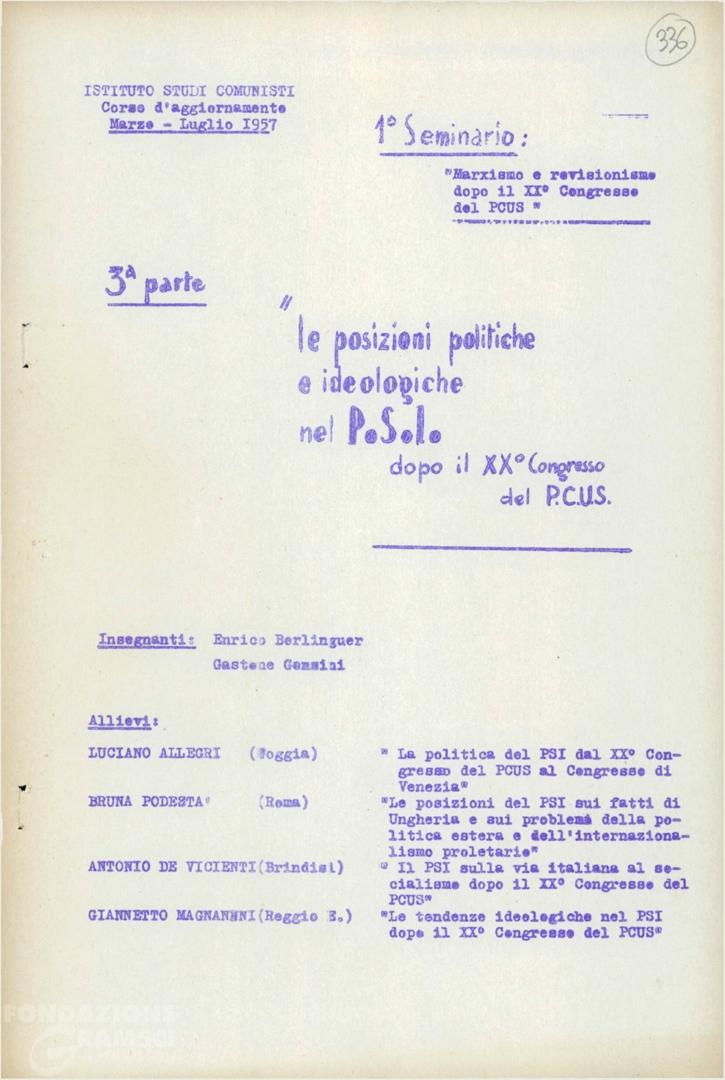 336
ISTITUTO STUDI COMUNISTI
Corso d'aggiornamento
Marzo - Luglio 1957
1° Seminario:
"Marxismo e revisionismo
dopo il XX° Congresso
del PCUS "
3ª parte
"le posizioni politiche
e ideologiche
nel P.S.I.
dopo il XX° Congresso
del P.C.U.S.
Insegnanti: Enrico Berlinguer
Gastone Gensini
Allievi:
LUCIANO ALLEGRI (Foggia) " La politica del PSI dal XX° Con-
gresso del PCUS al Congresso di
Venezia"
BRUNA PODESTA' (Roma) "Le posizioni del PSI sui fatti di
Ungheria e sui problemi della po-
litica estera e dell'internaziona-
lismo proletario"
ANTONIO DE VICIENTI(Brindisi) " Il PSI sulla via italiana al so-
cialismo dopo il XX° Congresso del
PCUS"
GIANNETTO MAGNANINI(Reggio E.) "Le tendenze ideologiche nel PSI
dopo il XX° Congresso del PCUS"
FONDAZIONE
GRAMSCI